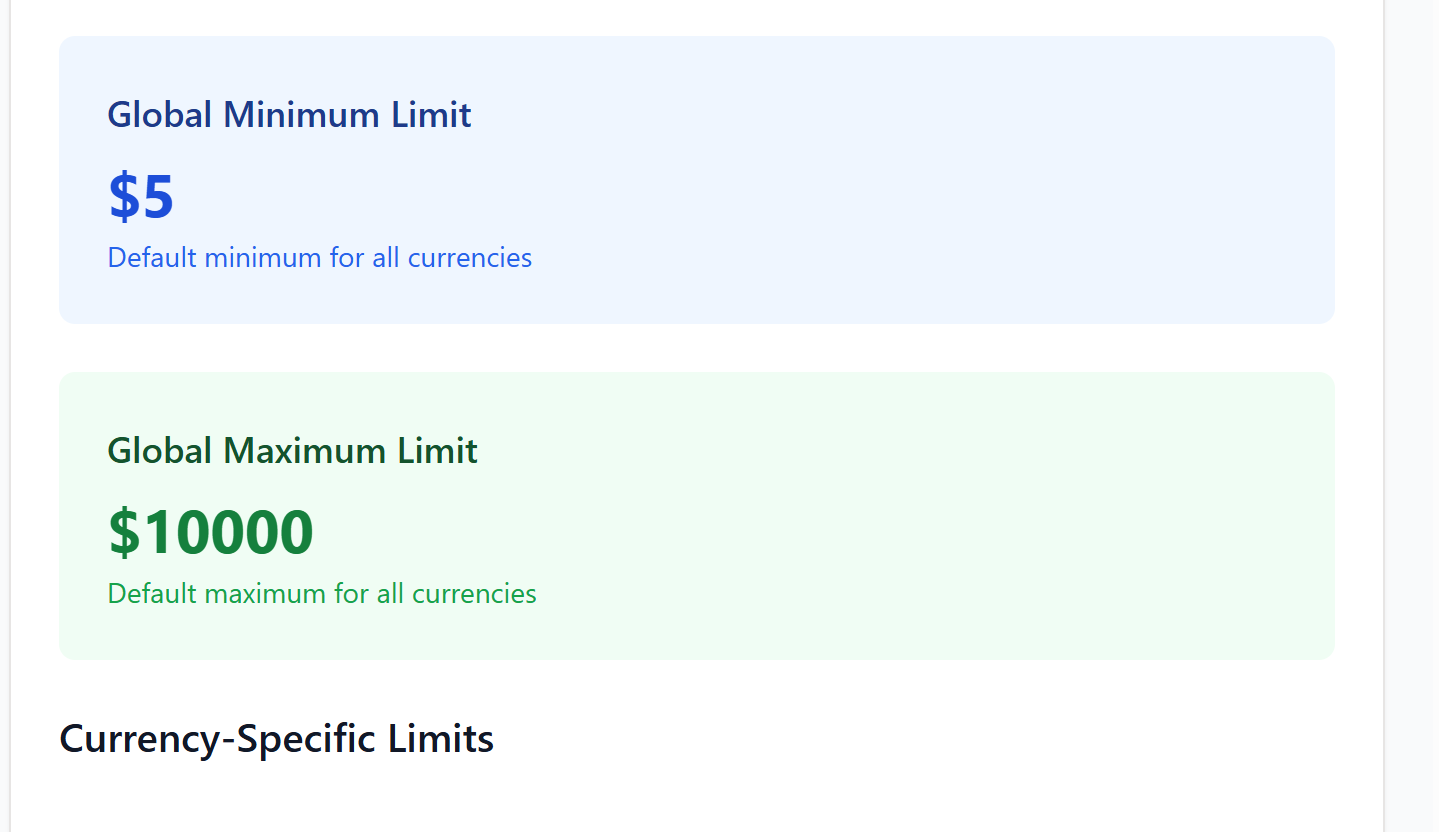 Global Minimum Limit
$5
Default minimum for all currencies
Global Maximum Limit
$10000
Default maximum for all currencies
Currency-Specific Limits